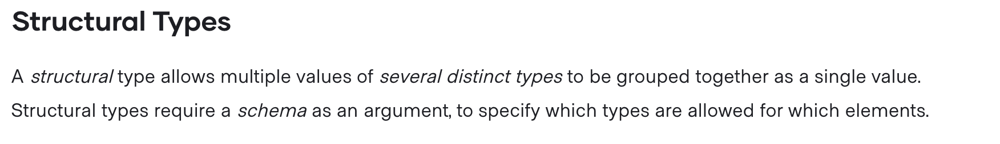 Structural Types
A structural type allows multiple values of several distinct types to be grouped together as a single value.
Structural types require a schema as an argument, to specify which types are allowed for which elements.